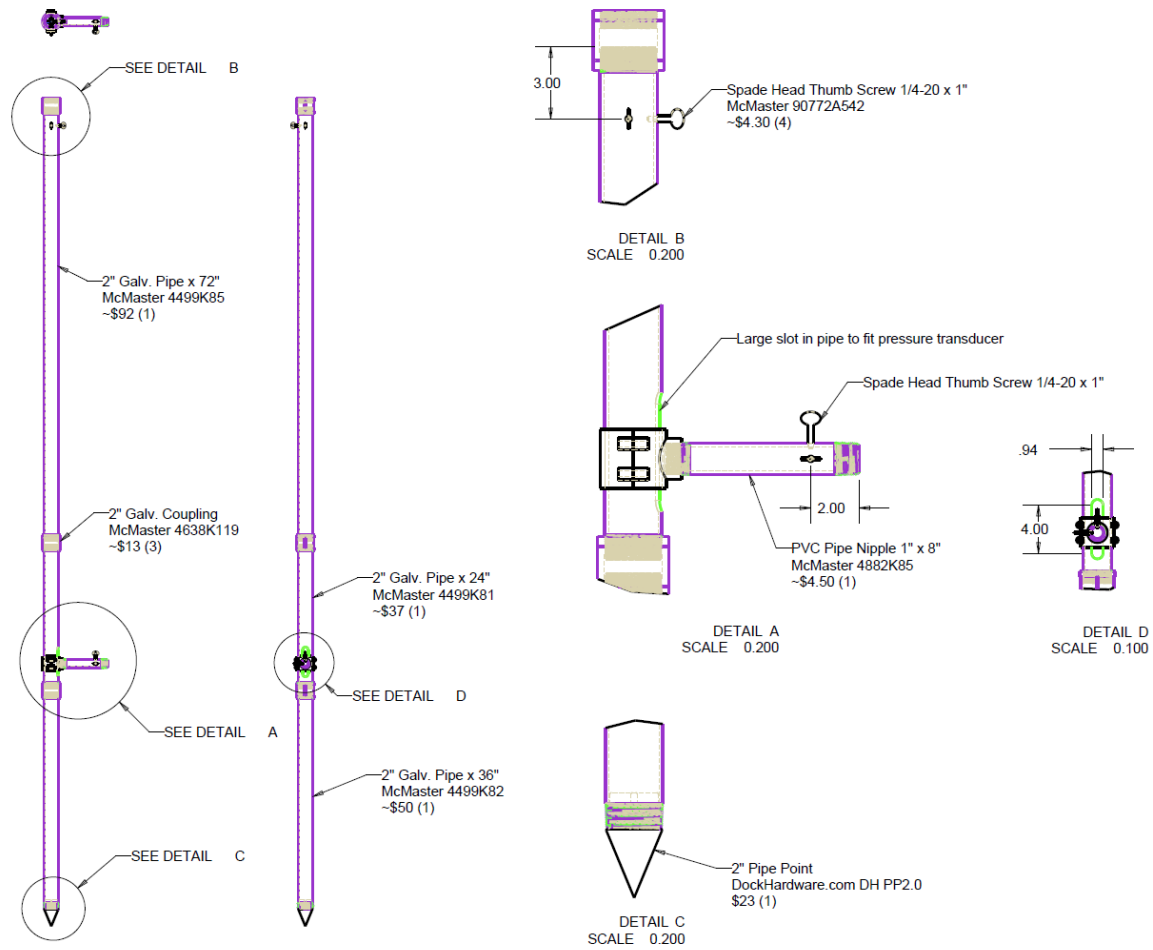 SEE DETAIL B
2" Galv. Pipe x 72"
McMaster 4499K85
~$92 (1)
2" Galv. Coupling
McMaster 4638K119
~$13 (3)
2" Galv. Pipe x 24"
McMaster 4499K81
~$37 (1)
SEE DETAIL D
SEE DETAIL A
2" Galv. Pipe x 36"
McMaster 4499K82
~$50 (1)
SEE DETAIL C
3.00
Spade Head Thumb Screw 1/4-20 x 1"
McMaster 90772A542
~$4.30 (4)
DETAIL B
SCALE 0.200
Large slot in pipe to fit pressure transducer
Spade Head Thumb Screw 1/4-20 x 1"
2.00
PVC Pipe Nipple 1" x 8"
McMaster 4882K85
~$4.50 (1)
DETAIL A
SCALE 0.200
.94
4.00
DETAIL D
SCALE 0.100
2" Pipe Point
DockHardware.com DH PP2.0
$23 (1)
DETAIL C
SCALE 0.200